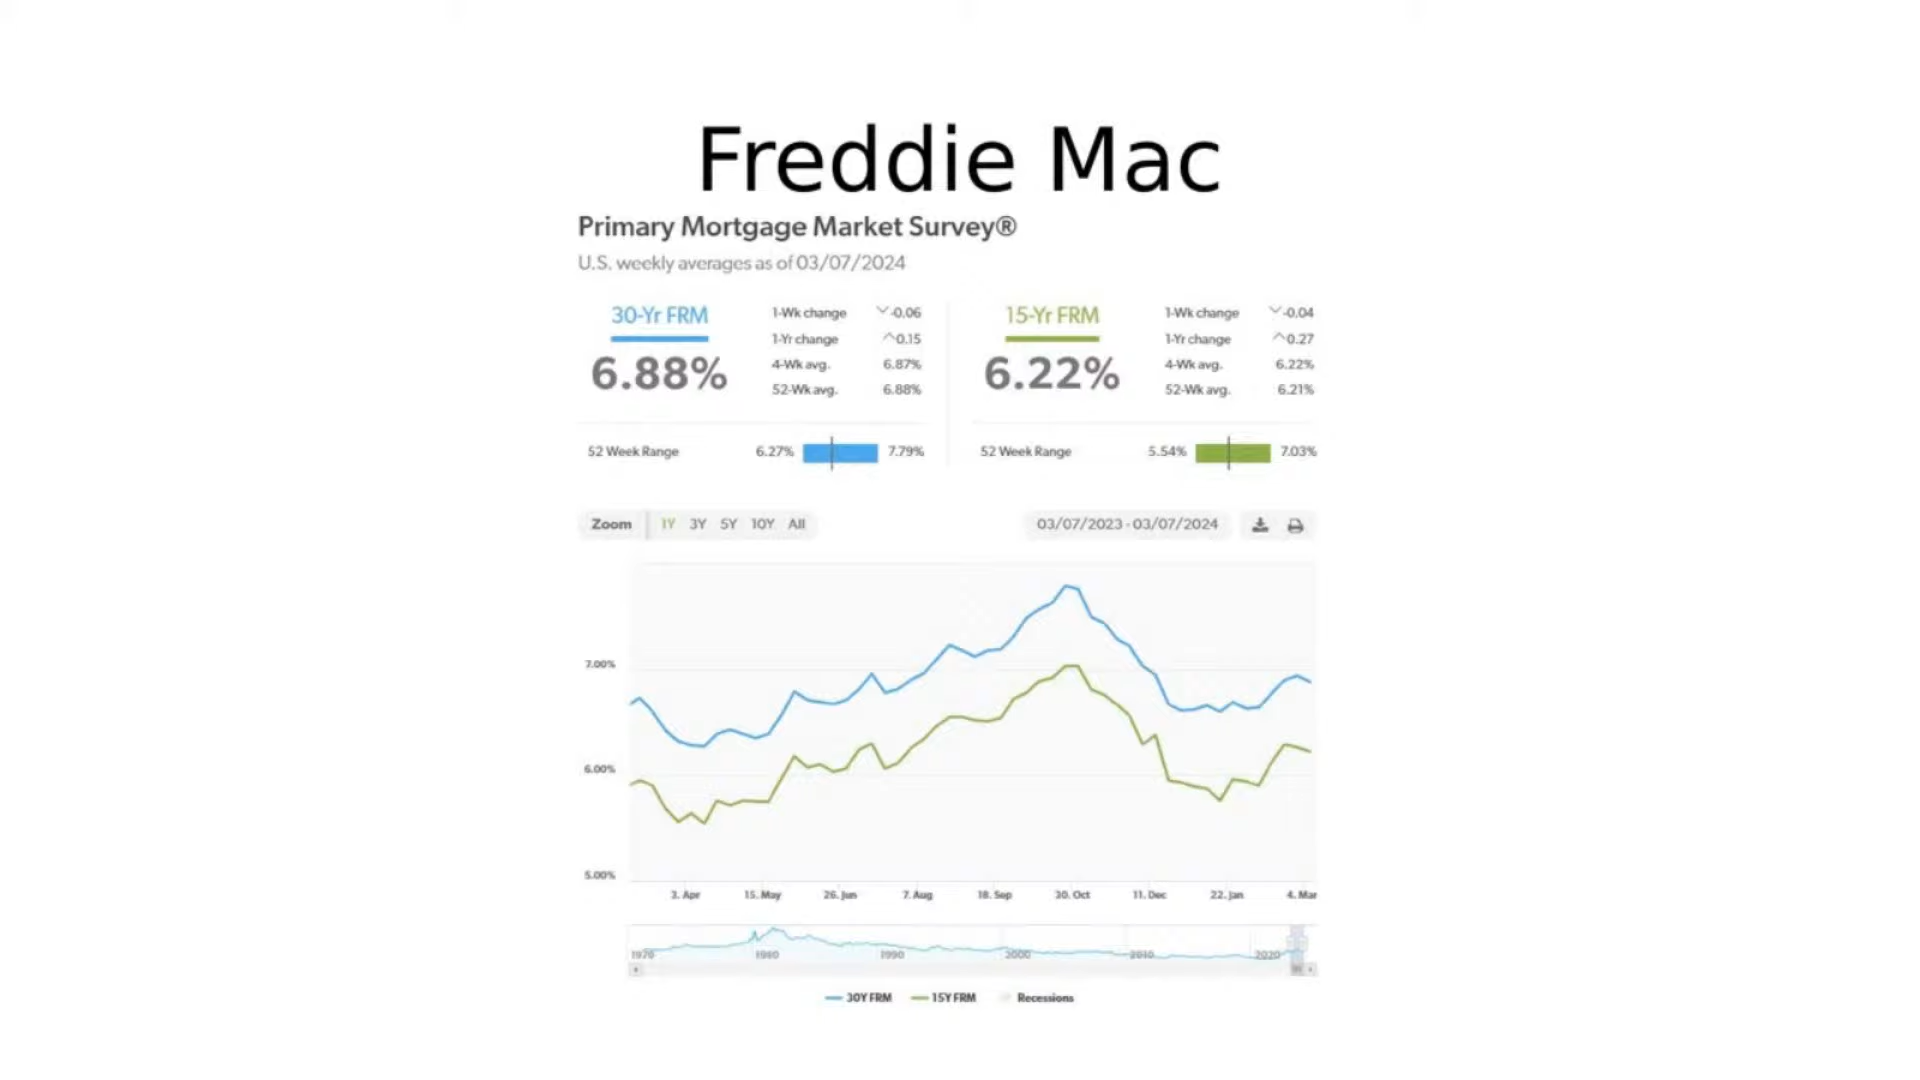 Freddie Mac
Primary Mortgage Market Survey®
U.S. weekly averages as of 03/07/2024
30-Yr FRM
6.88%
1-Wk change -0.06
1-Yr change 0.15
4-Wk avg. 6.87%
52-Wk avg. 6.88%
52 Week Range 6.27% 7.79%
15-Yr FRM
6.22%
1-Wk change -0.04
1-Yr change 0.27
4-Wk avg. 6.22%
52-Wk avg. 6.21%
52 Week Range 5.54% 7.03%
Zoom 1Y 3Y 5Y 10Y All
03/07/2023 - 03/07/2024
7.00%
6.00%
5.00%
3. Apr 15. May 26. Jun 7. Aug 18. Sep 30. Oct 11. Dec 22. Jan 4. Mar
1970 1980 1990 2000 2010 2020
30Y FRM 15Y FRM Recessions